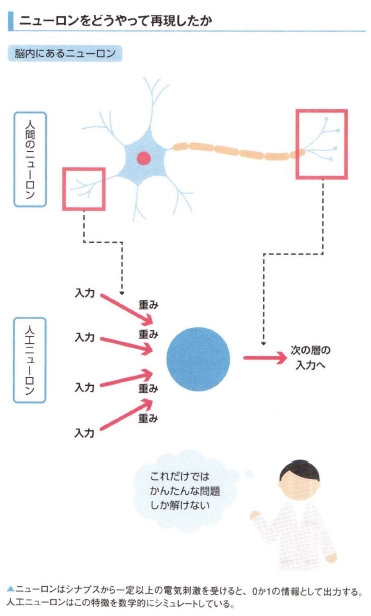 ニューロンをどうやって再現したか
脳内にあるニューロン
人間のニューロン
人工ニューロン
入力
重み
入力
重み
入力
重み
入力
重み
次の層の
入力へ
これだけでは
かんたんな問題
しか解けない
▲ニューロンはシナプスから一定以上の電気刺激を受けると、0か1の情報として出力する。
人工ニューロンはこの特徴を数学的にシミュレートしている。